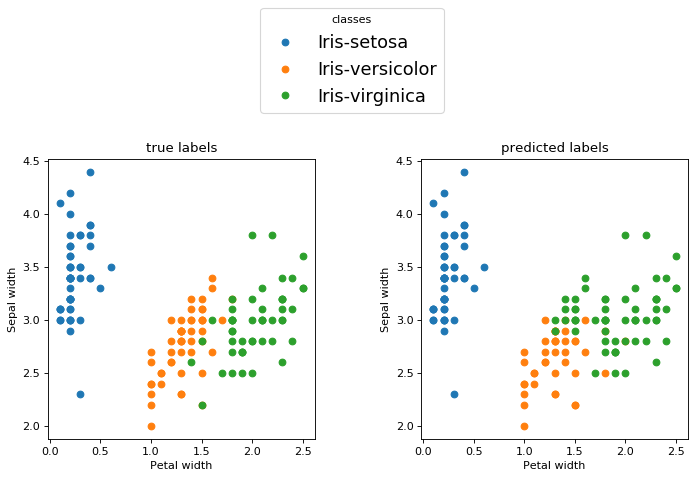 classes
Iris-setosa
Iris-versicolor
Iris-virginica
true labels
4.5
4.0
3.5
3.0
2.5
2.0
Sepal width
0.0 0.5 1.0 1.5 2.0 2.5
Petal width
predicted labels
4.5
4.0
3.5
3.0
2.5
2.0
Sepal width
0.0 0.5 1.0 1.5 2.0 2.5
Petal width